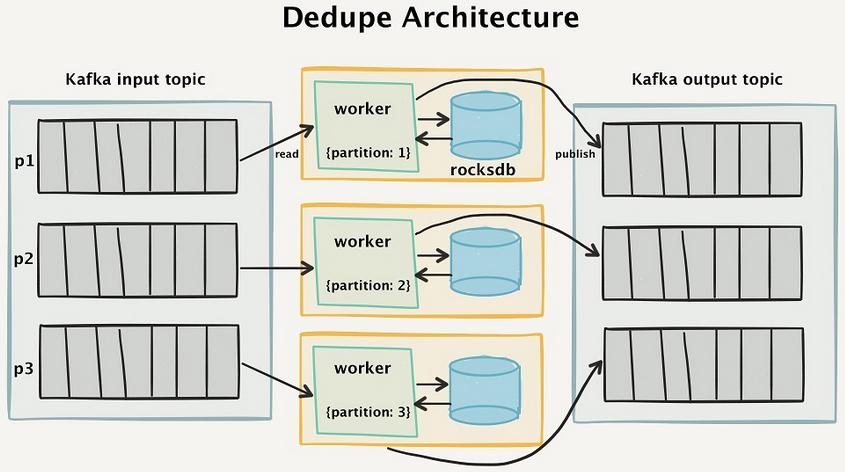 Dedupe Architecture
Kafka input topic
Kafka output topic
p1
read
worker
{partition: 1}
rocksdb
publish
p2
worker
{partition: 2}
p3
worker
{partition: 3}